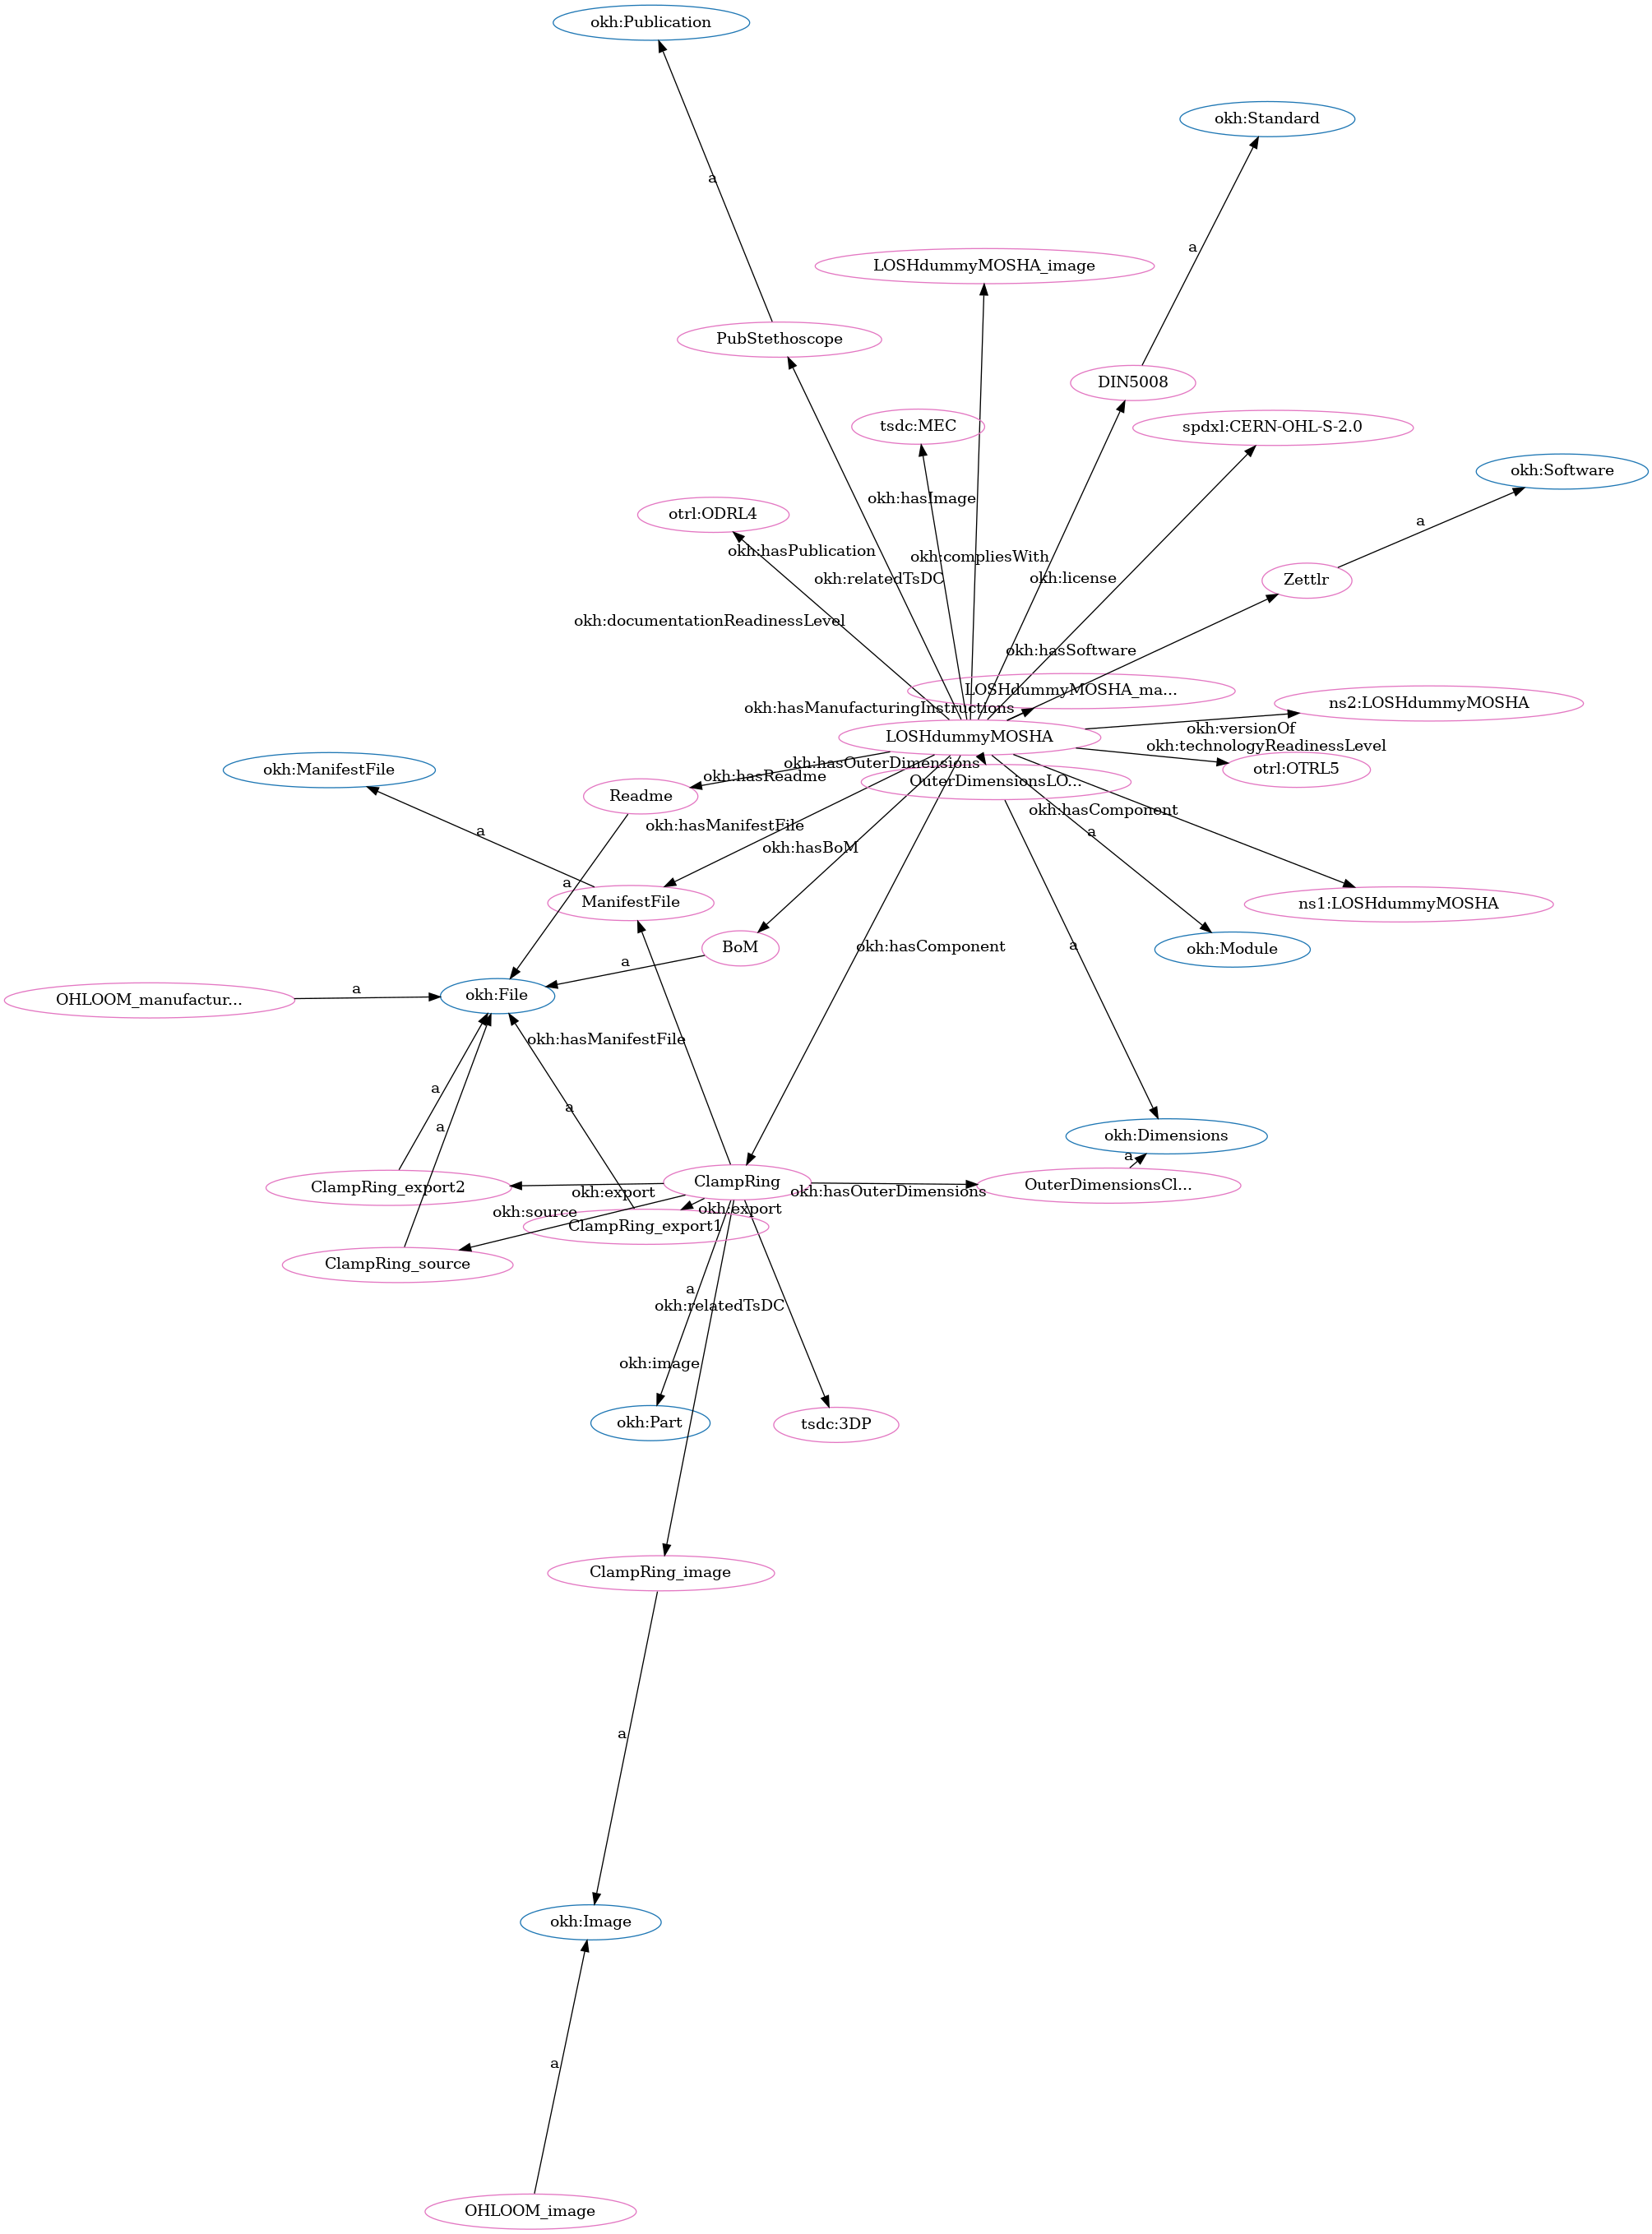 okh:Publication
okh:Standard
a
a
LOSHdummyMOSHA_image
PubStethoscope
DIN5008
tsdc:MEC
spdxl:CERN-OHL-S-2.0
okh:Software
okh:hasImage
otrl:ODRL4
a
okh:hasPublication
okh:compliesWith
okh:relatedTsDC
okh:license
Zettlr
okh:documentationReadinessLevel
okh:hasSoftware
LOSHdummyMOSHA_ma...
okh:hasManufacturingInstructions
ns2:LOSHdummyMOSHA
okh:versionOf
LOSHdummyMOSHA
okh:technologyReadinessLevel
okh:ManifestFile
okh:hasOuterDimensions
otrl:OTRL5
okh:hasReadme
OuterDimensionsLO...
Readme
okh:hasComponent
okh:hasManifestFile
a
a
okh:hasBoM
a
ManifestFile
ns1:LOSHdummyMOSHA
BoM
okh:hasComponent
a
okh:Module
a
a
okh:File
OHLOOM_manufactur...
okh:hasManifestFile
a
a
a
okh:Dimensions
a
ClampRing
ClampRing_export2
okh:export
okh:hasOuterDimensions
OuterDimensionsCl...
okh:source
okh:export
ClampRing_export1
ClampRing_source
a
okh:relatedTsDC
okh:image
okh:Part
tsdc:3DP
ClampRing_image
a
okh:Image
a
OHLOOM_image